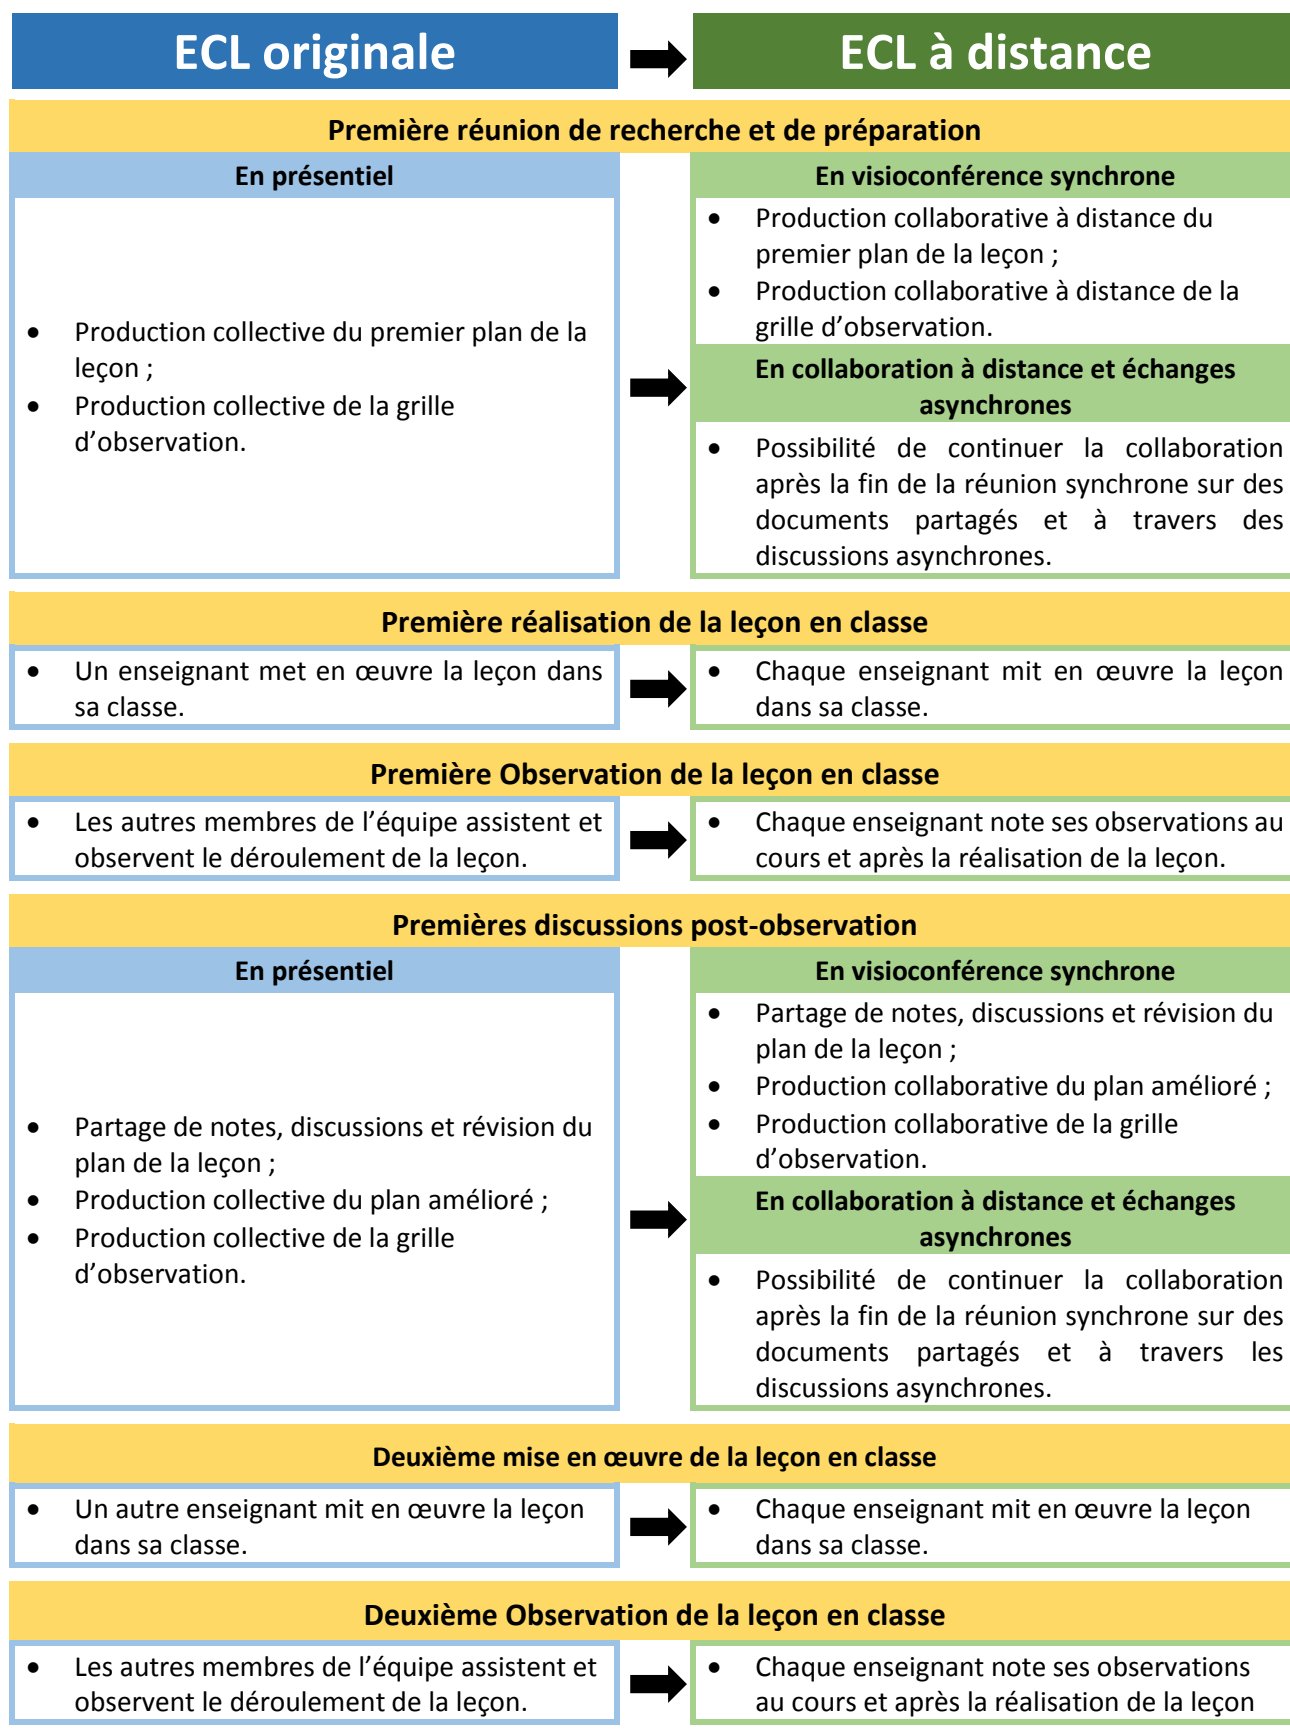 ECL originale
ECL à distance
Première réunion de recherche et de préparation
En présentiel
• Production collective du premier plan de la
leçon ;
• Production collective de la grille
d’observation.
En visioconférence synchrone
• Production collaborative à distance du
premier plan de la leçon ;
• Production collaborative à distance de la
grille d’observation.
En collaboration à distance et échanges
asynchrones
• Possibilité de continuer la collaboration
après la fin de la réunion synchrone sur des
documents partagés et à travers des
discussions asynchrones.
Première réalisation de la leçon en classe
• Un enseignant met en œuvre la leçon dans
sa classe.
• Chaque enseignant mit en œuvre la leçon
dans sa classe.
Première Observation de la leçon en classe
• Les autres membres de l’équipe assistent et
observent le déroulement de la leçon.
• Chaque enseignant note ses observations au
cours et après la réalisation de la leçon.
Premières discussions post-observation
En présentiel
• Partage de notes, discussions et révision du
plan de la leçon ;
• Production collective du plan amélioré ;
• Production collective de la grille
d’observation.
En visioconférence synchrone
• Partage de notes, discussions et révision du
plan de la leçon ;
• Production collaborative du plan amélioré ;
• Production collaborative de la grille
d’observation.
En collaboration à distance et échanges
asynchrones
• Possibilité de continuer la collaboration
après la fin de la réunion synchrone sur des
documents partagés et à travers les
discussions asynchrones.
Deuxième mise en œuvre de la leçon en classe
• Un autre enseignant mit en œuvre la leçon
dans sa classe.
• Chaque enseignant mit en œuvre la leçon
dans sa classe.
Deuxième Observation de la leçon en classe
• Les autres membres de l’équipe assistent et
observent le déroulement de la leçon.
• Chaque enseignant note ses observations
au cours et après la réalisation de la leçon